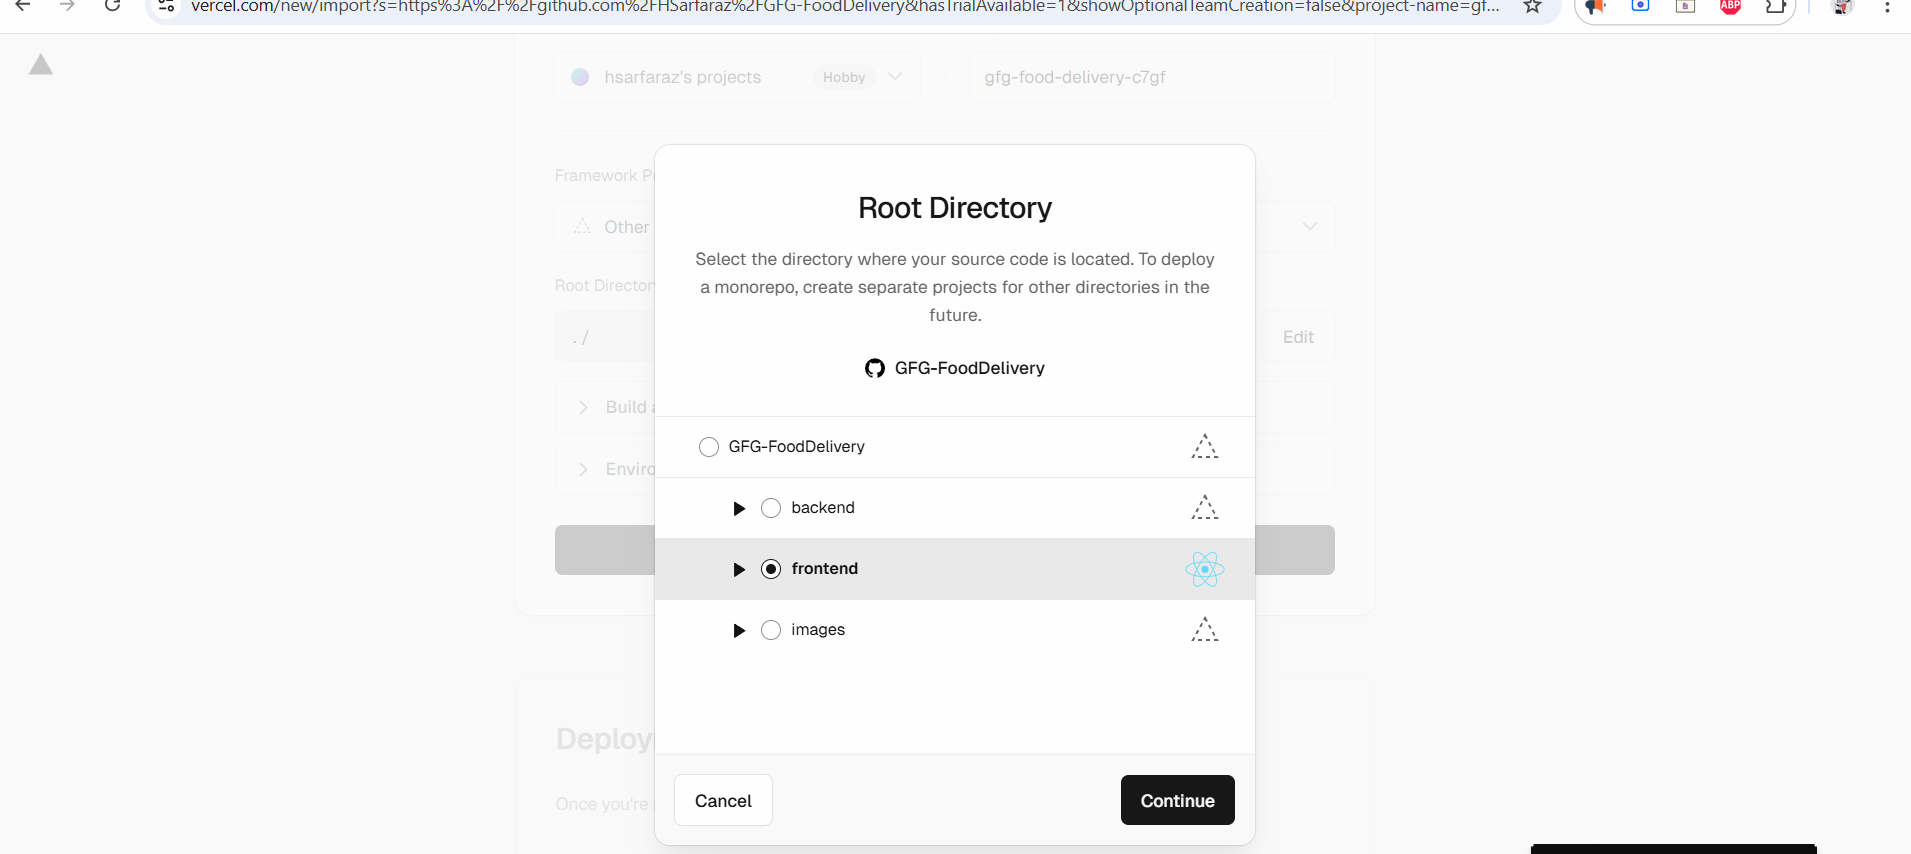 vercel.com/new/import?s=https%3A%2F%2Fgithub.com%2FHSarfaraz%2FGFG-FoodDelivery&hasTrialAvailable=1&showOptionalTeamCreation=false&project-name=gf...
ABP
hsarfaraz's projects
Hobby
/
gfg-food-delivery-c7gf
Framework Pr
Other
Root Director
./
Edit
Build a
Enviro
Root Directory
Select the directory where your source code is located. To deploy
a monorepo, create separate projects for other directories in the
future.
GFG-FoodDelivery
GFG-FoodDelivery
backend
frontend
images
Cancel
Continue
Deploy
Once you're